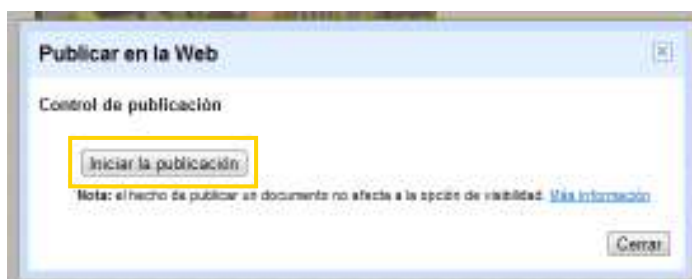 Publicar en la Web
Control de publicación
Iniciar la publicación
Nota: el hecho de publicar un documento no afecta a la opción de visibilidad. Más información
Cerrar